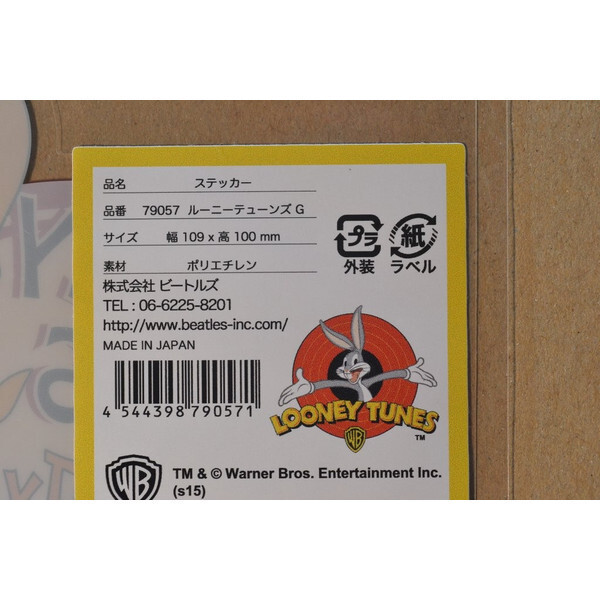 品名 ステッカー
品番 79057 ルーニーテューンズ G
サイズ 幅 109 x 高 100 mm
素材 ポリエチレン
プラ
外装
紙
ラベル
株式会社 ビートルズ
TEL : 06-6225-8201
http://www.beatles-inc.com/
MADE IN JAPAN
4 544398 790571
LOONEY TUNES
WB
TM
WB
TM & © Warner Bros. Entertainment Inc.
(s15)